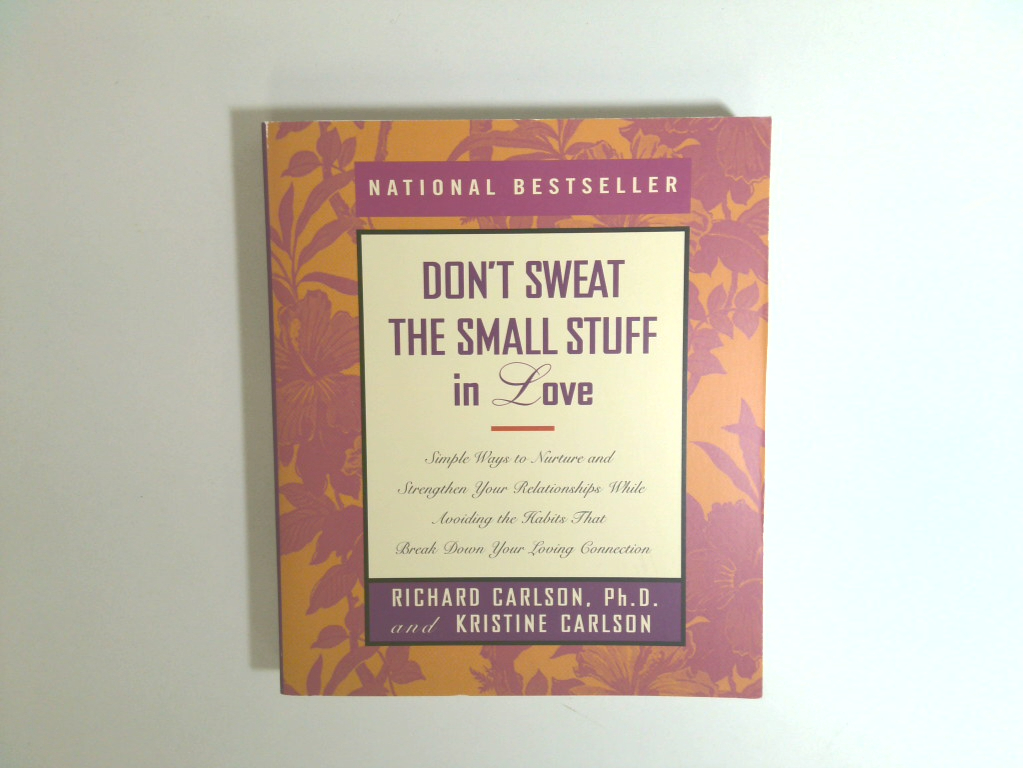 NATIONAL BESTSELLER
DON'T SWEAT
THE SMALL STUFF
in Love
Simple Ways to Nurture and
Strengthen Your Relationships While
Avoiding the Habits That
Break Down Your Loving Connection
RICHARD CARLSON, Ph.D.
and KRISTINE CARLSON